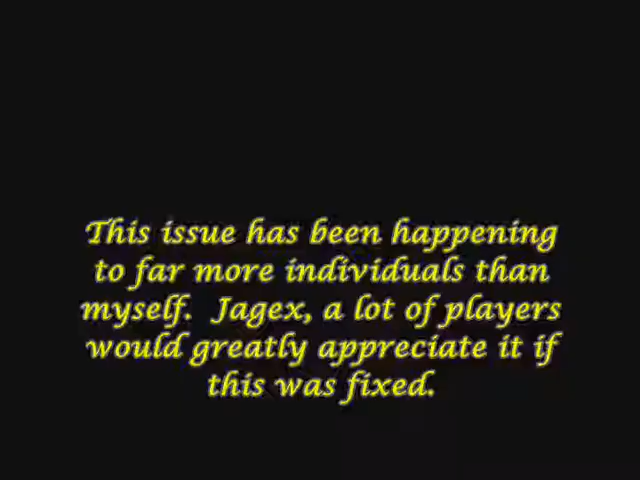 This issue has been happening
to far more individuals than
myself.  Jagex, a lot of players
would greatly appreciate it if
this was fixed.